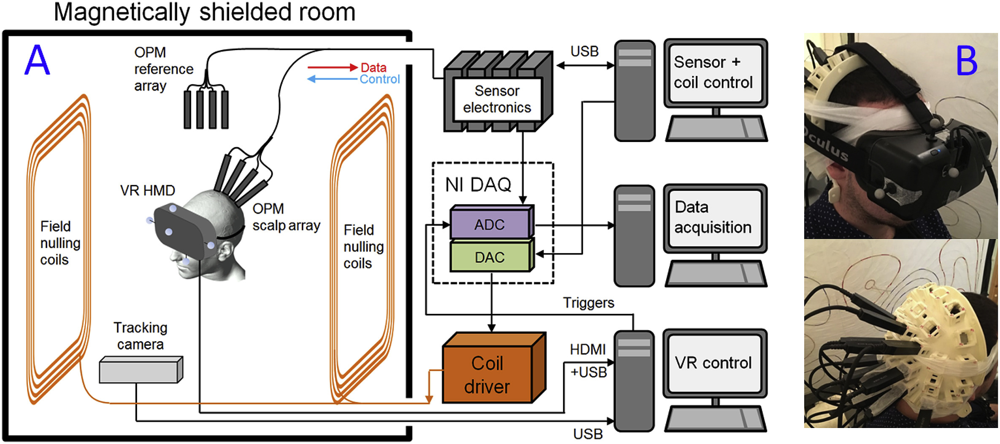 Magnetically shielded room
A
OPM
reference
array
Data
Control
Sensor
electronics
USB
Sensor +
coil control
B
oculus
NI DAQ
ADC
DAC
Data
acquisition
VR HMD
OPM
scalp array
Field
nulling
coils
Field
nulling
coils
Tracking
camera
Triggers
Coil
driver
HDMI
+USB
VR control
USB